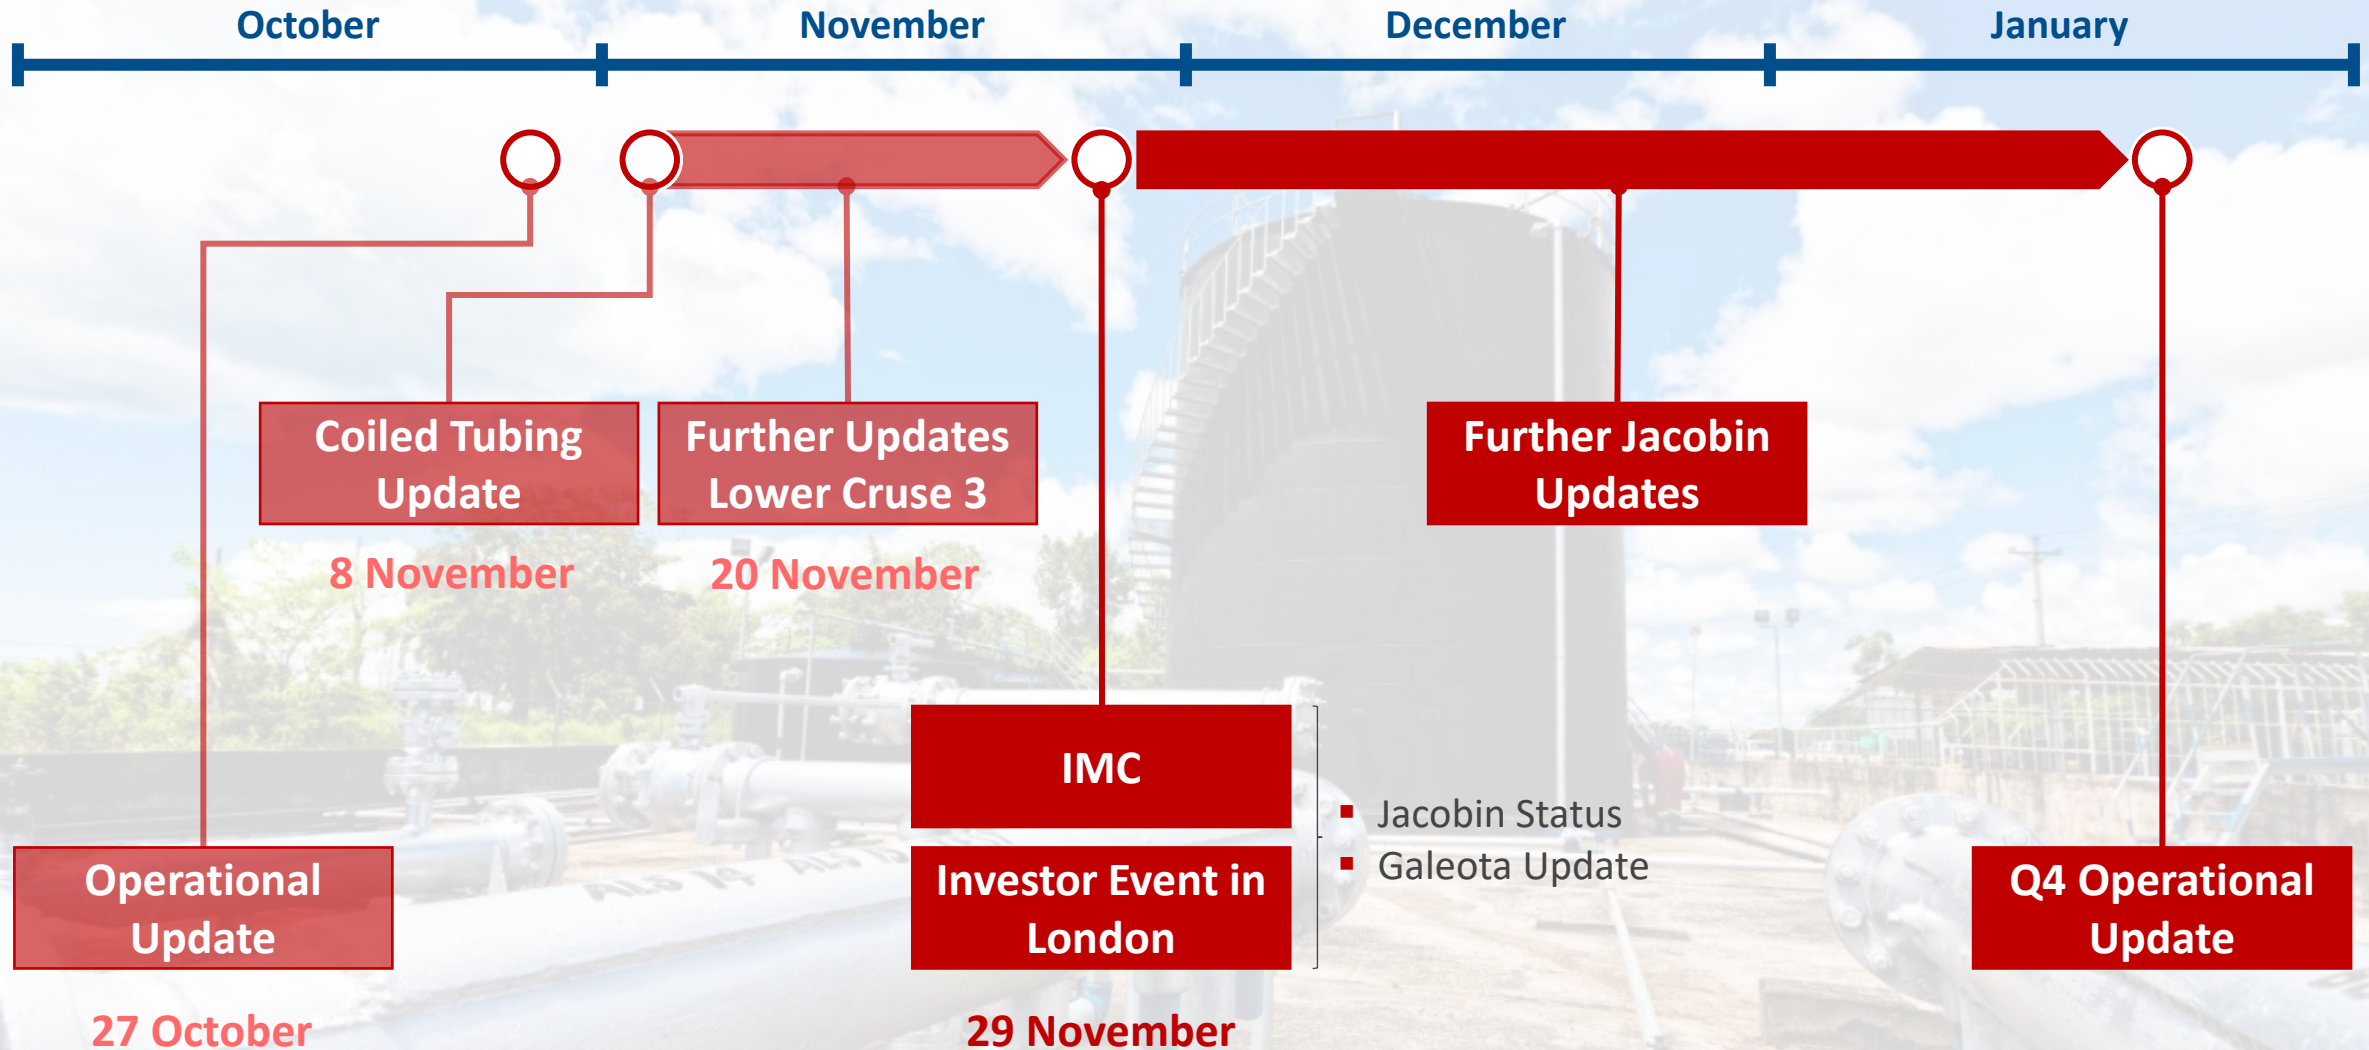 October
November
December
January
Coiled Tubing
Update
8 November
Further Updates
Lower Cruse 3
20 November
Further Jacobin
Updates
IMC
Investor Event in
London
29 November
▪ Jacobin Status
▪ Galeota Update
Operational
Update
27 October
Q4 Operational
Update